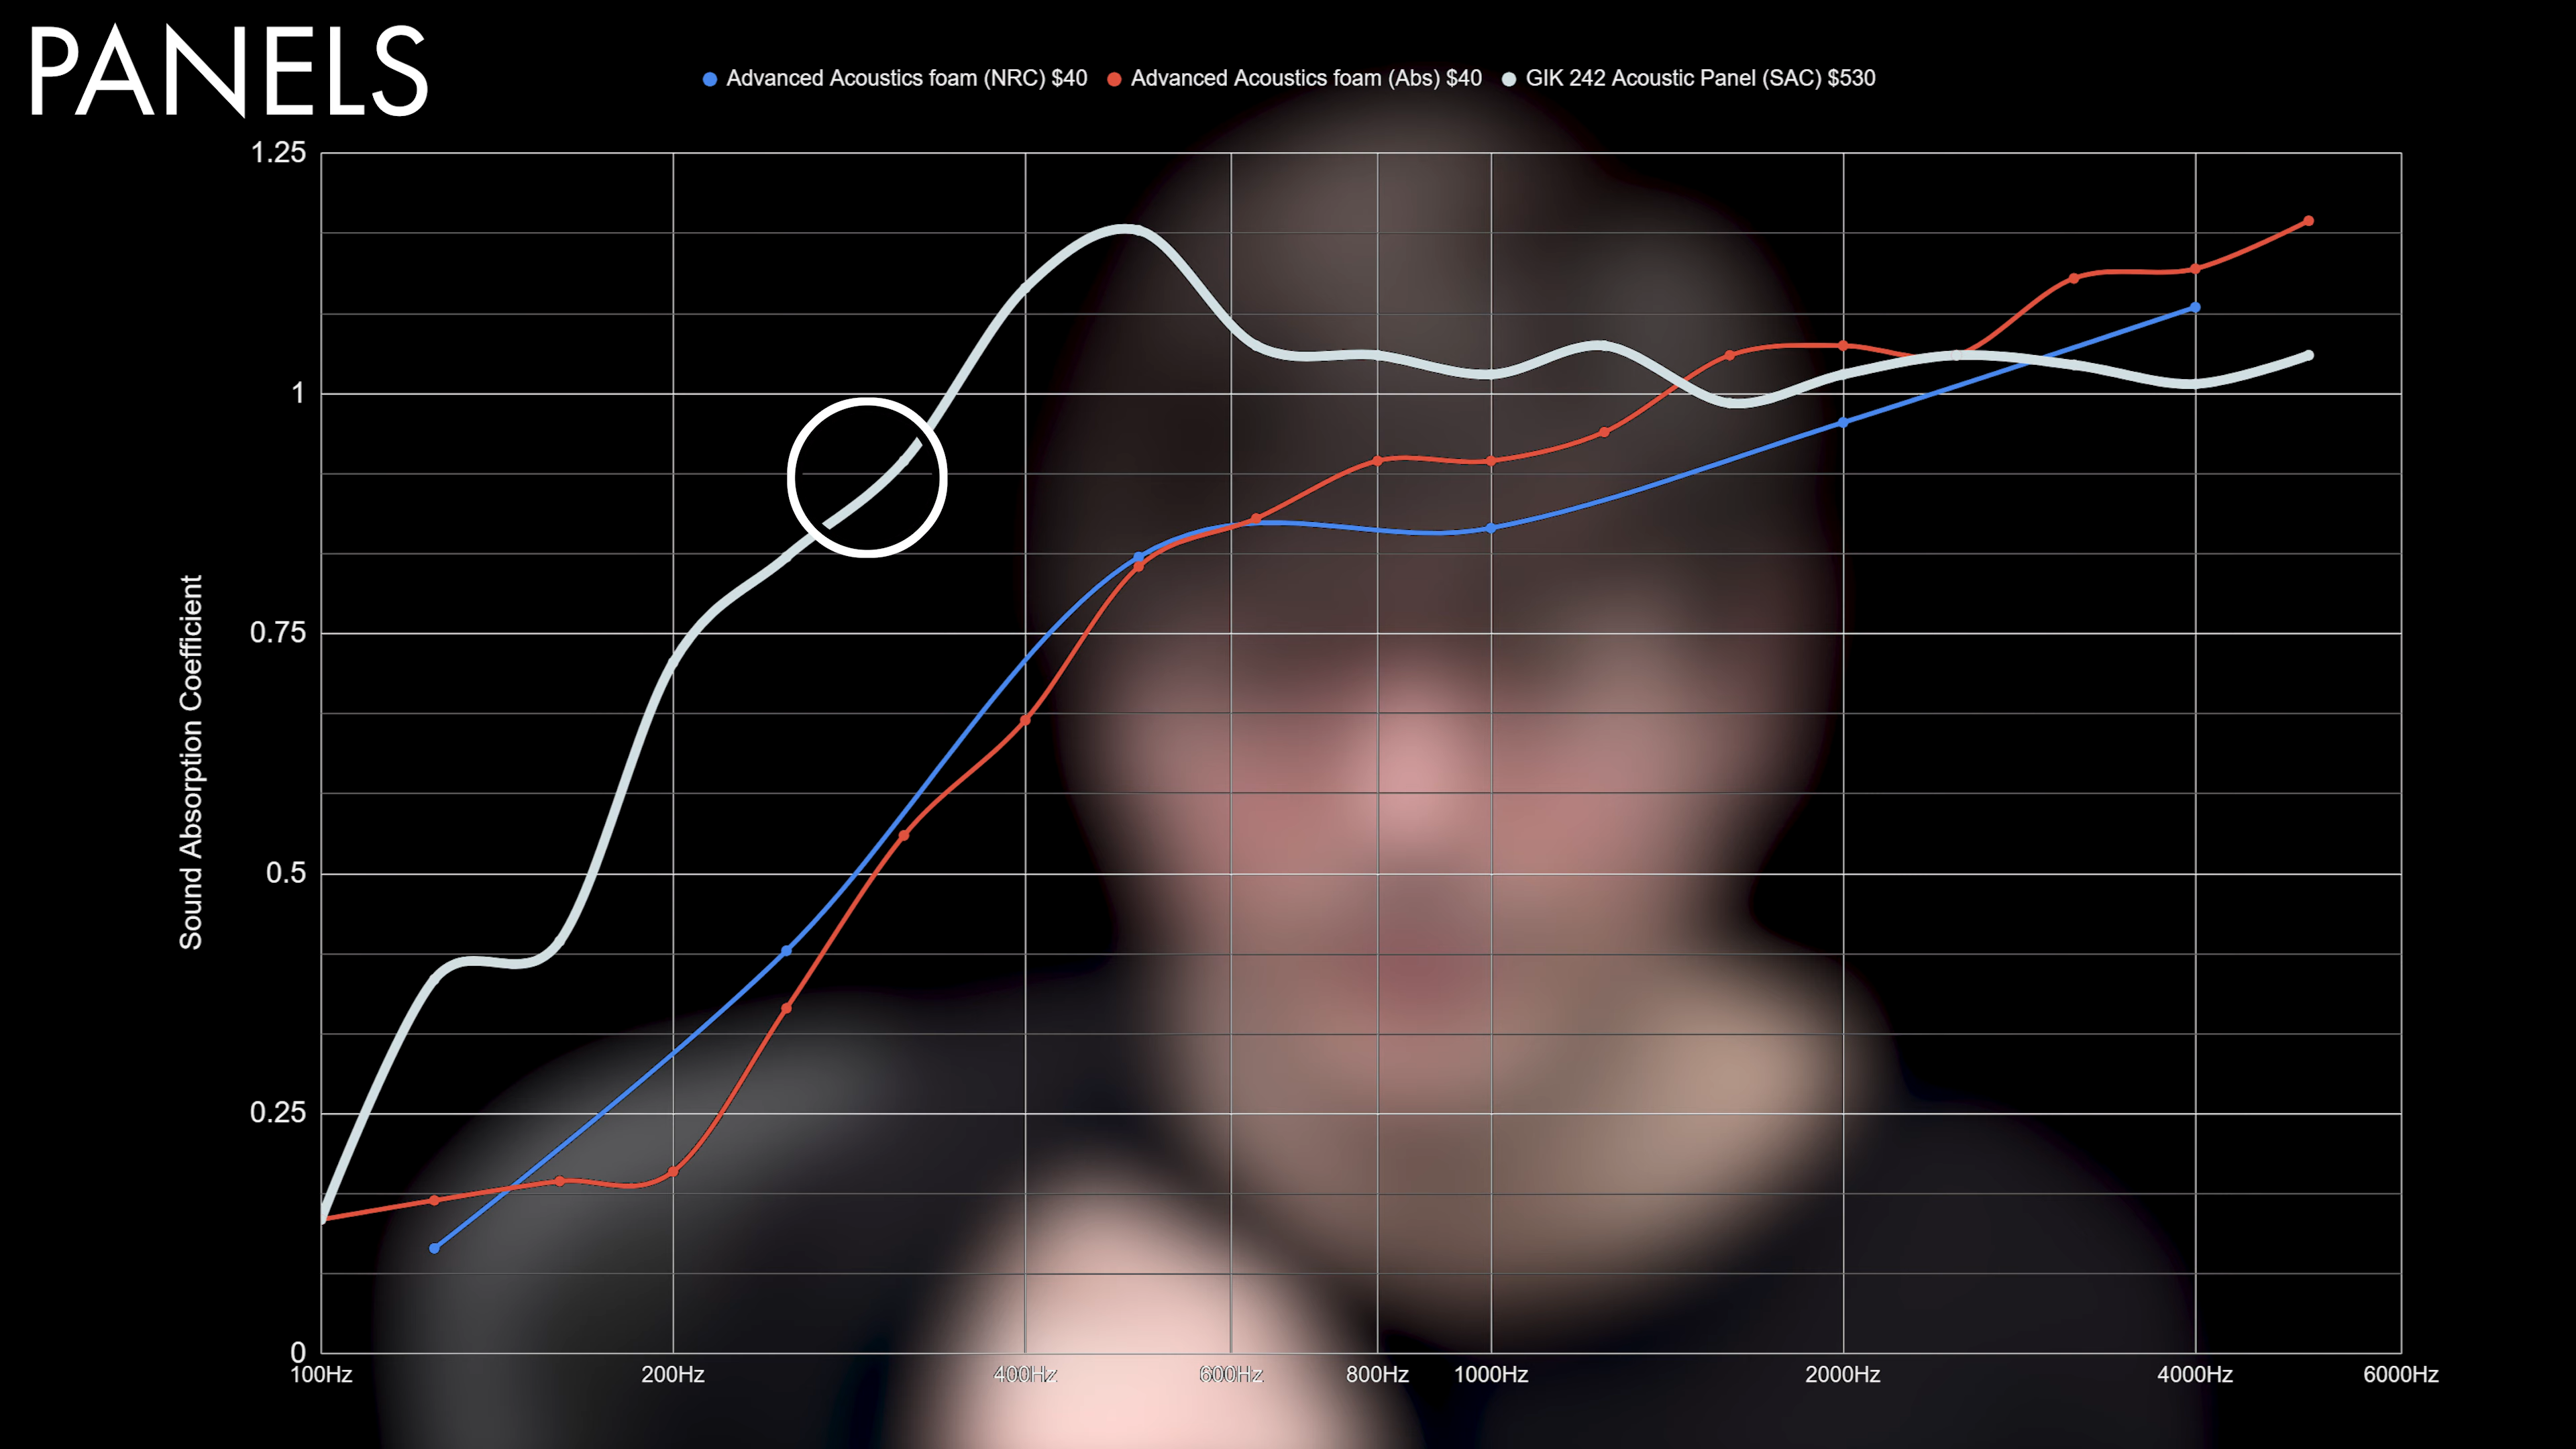 PANELS
Advanced Acoustics foam (NRC) $40 Advanced Acoustics foam (Abs) $40 GIK 242 Acoustic Panel (SAC) $530
1.25
1
0.75
0.5
0.25
0
Sound Absorption Coefficient
100Hz 200Hz 400Hz 600Hz 800Hz 1000Hz 2000Hz 4000Hz 6000Hz